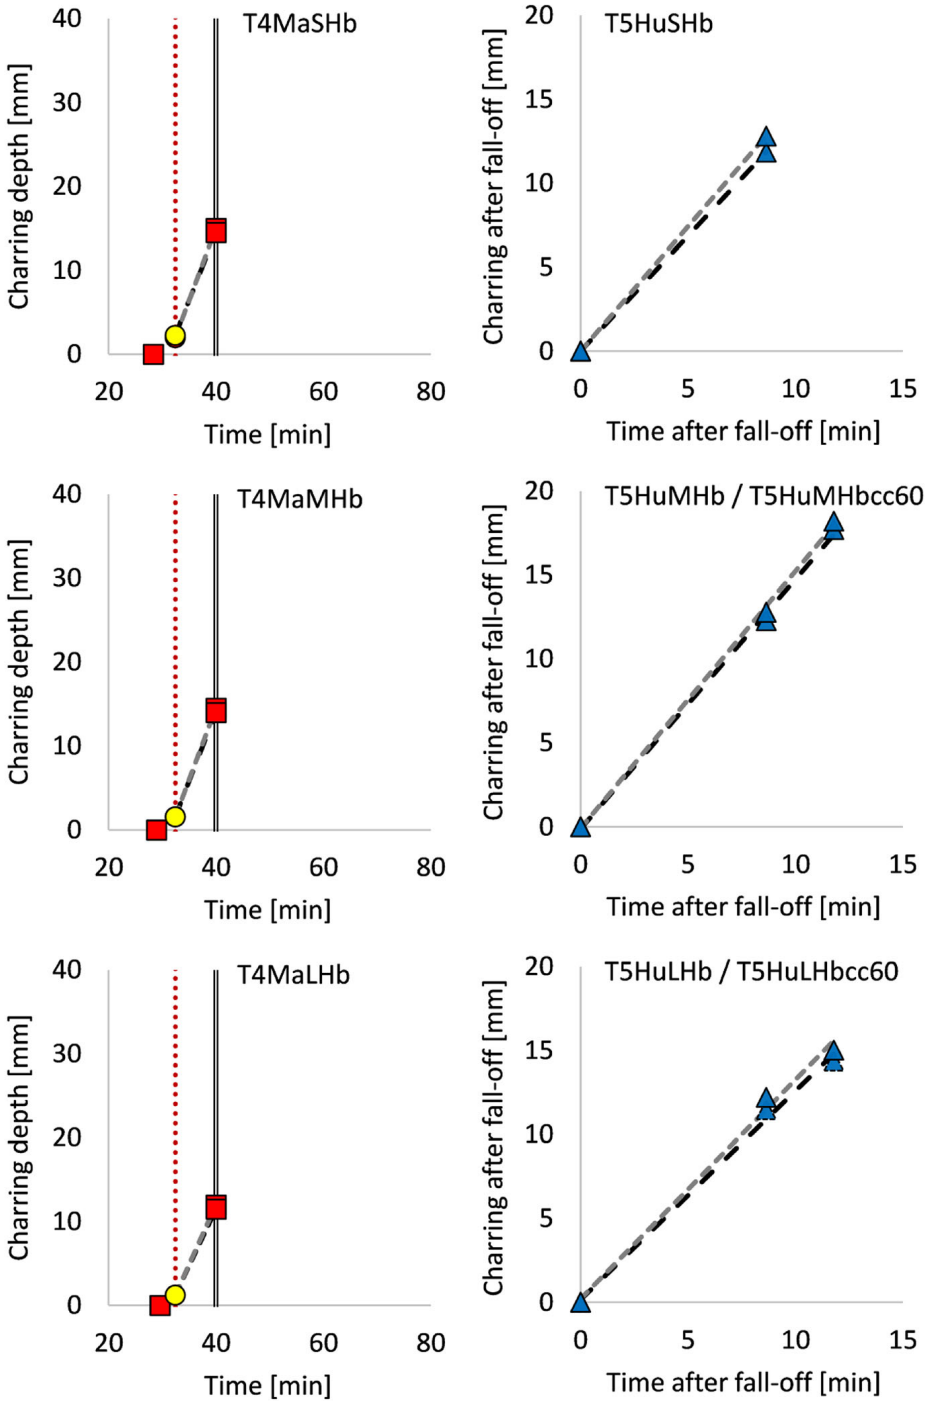 T4MaSHb
Charring depth [mm]
40
30
20
10
0
20 40 60 80
Time [min]
T5HuSHb
Charring after fall-off [mm]
20
15
10
5
0
0 5 10 15
Time after fall-off [min]
T4MaMHb
Charring depth [mm]
40
30
20
10
0
20 40 60 80
Time [min]
T5HuMHb / T5HuMHbcc60
Charring after fall-off [mm]
20
15
10
5
0
0 5 10 15
Time after fall-off [min]
T4MaLHb
Charring depth [mm]
40
30
20
10
0
20 40 60 80
Time [min]
T5HuLHb / T5HuLHbcc60
Charring after fall-off [mm]
20
15
10
5
0
0 5 10 15
Time after fall-off [min]